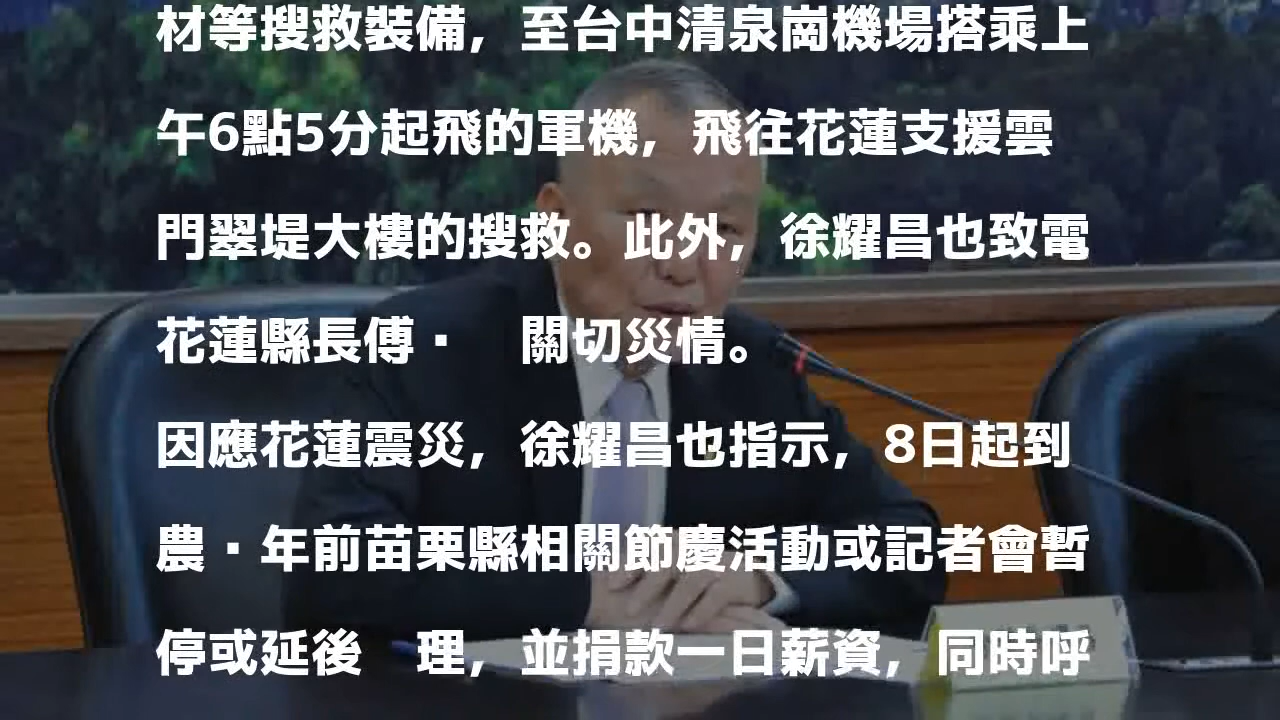 材等搜救裝備，至台中清泉崗機場搭乘上
午6點5分起飛的軍機，飛往花蓮支援雲
門翠堤大樓的搜救。此外，徐耀昌也致電
花蓮縣長傅▪　關切災情。
因應花蓮震災，徐耀昌也指示，8日起到
農▪年前苗栗縣相關節慶活動或記者會暫
停或延後　理，並捐款一日薪資，同時呼